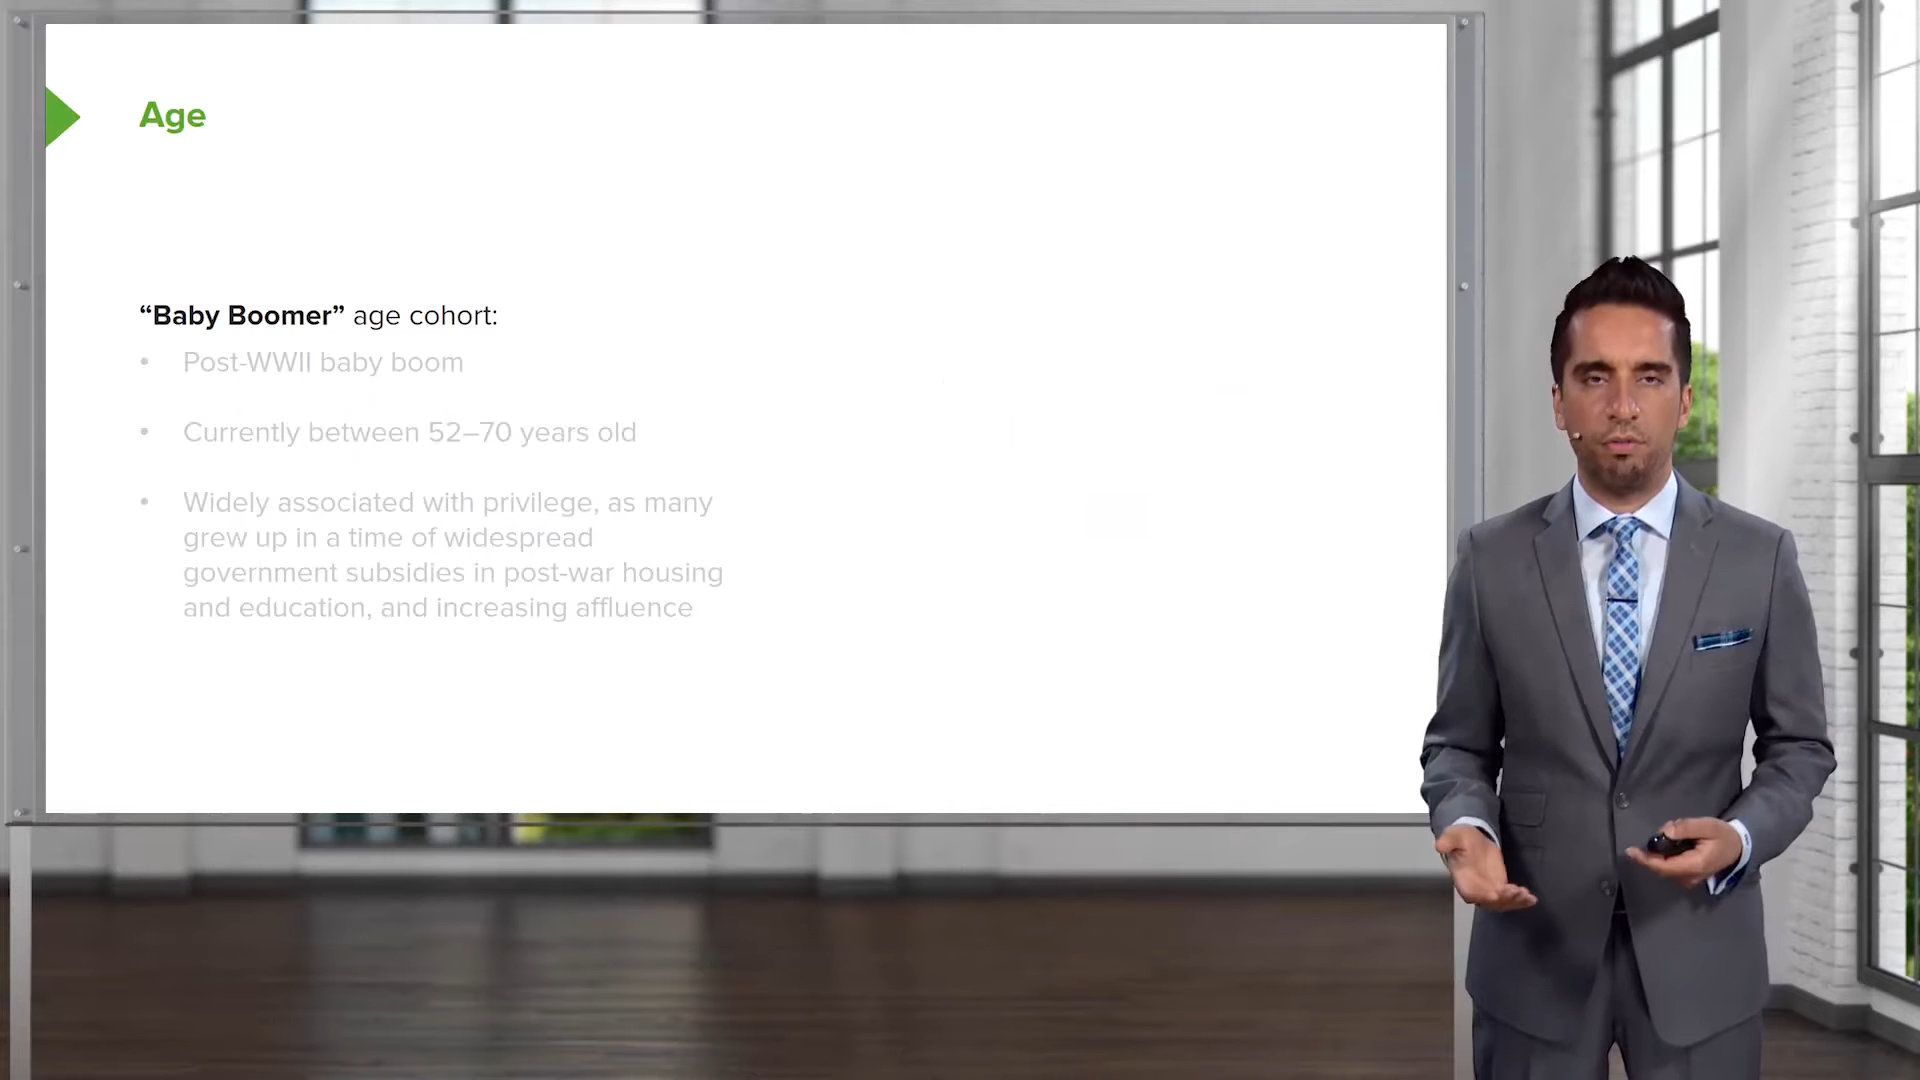 Age
“Baby Boomer” age cohort:
• Post-WWII baby boom
• Currently between 52–70 years old
• Widely associated with privilege, as many
grew up in a time of widespread
government subsidies in post-war housing
and education, and increasing affluence